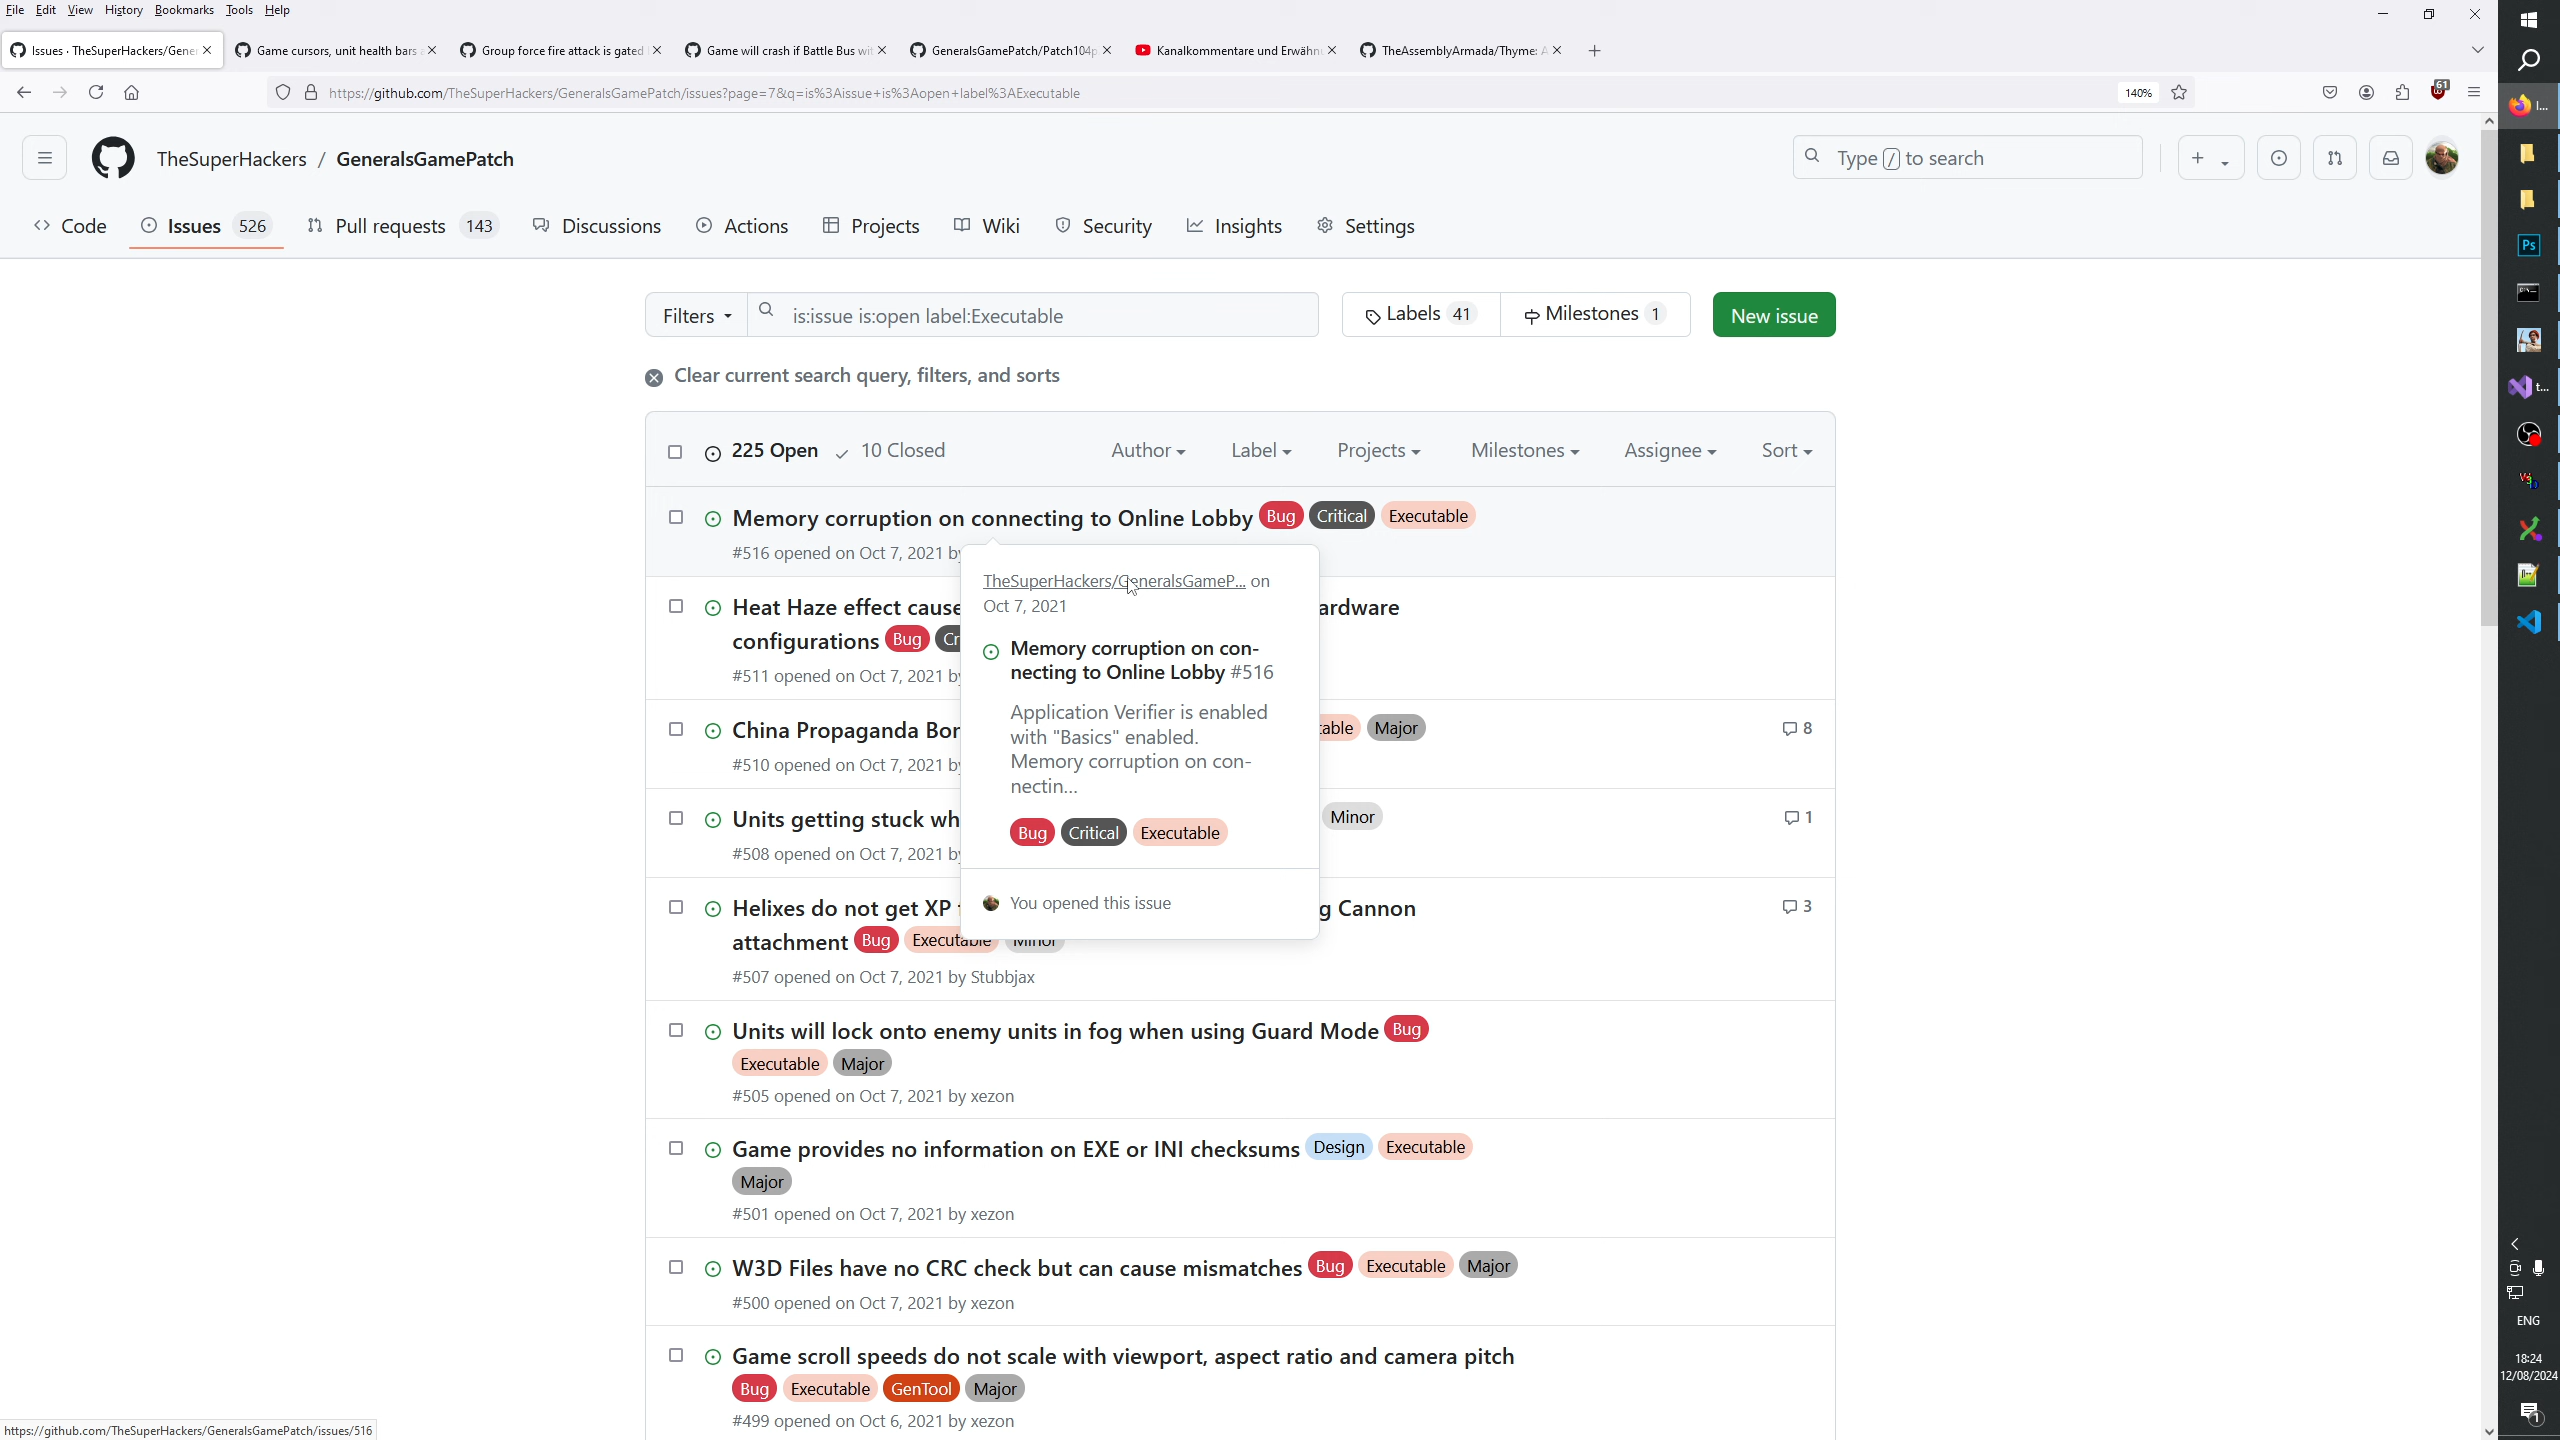 File Edit View History Bookmarks Tools Help
Issues · TheSuperHackers/Gener
Game cursors, unit health bars
Group force fire attack is gated
Game will crash if Battle Bus wit
GeneralsGamePatch/Patch104p
Kanalkommentare und Erwähn
TheAssemblyArmada/Thyme: A
https://github.com/TheSuperHackers/GeneralsGamePatch/issues?page=7&q=is%3Aissue+is%3Aopen+label%3AExecutable
140%
61
TheSuperHackers / GeneralsGamePatch
Type / to search
Code Issues 526 Pull requests 143 Discussions Actions Projects Wiki Security Insights Settings
Filters is:issue is:open label:Executable Labels 41 Milestones 1 New issue
Clear current search query, filters, and sorts
225 Open 10 Closed Author Label Projects Milestones Assignee Sort
Memory corruption on connecting to Online Lobby Bug Critical Executable
#516 opened on Oct 7, 2021 by
TheSuperHackers/GeneralsGameP... on
Oct 7, 2021
Memory corruption on con-
necting to Online Lobby #516
Application Verifier is enabled
with "Basics" enabled.
Memory corruption on con-
nectin...
Bug Critical Executable
You opened this issue
Heat Haze effect cause ardware
configurations Bug Cr
#511 opened on Oct 7, 2021 by
China Propaganda Bor table Major 8
#510 opened on Oct 7, 2021 by
Units getting stuck wh Minor 1
#508 opened on Oct 7, 2021 by
Helixes do not get XP g Cannon 3
attachment Bug Executable Minor
#507 opened on Oct 7, 2021 by Stubbjax
Units will lock onto enemy units in fog when using Guard Mode Bug
Executable Major
#505 opened on Oct 7, 2021 by xezon
Game provides no information on EXE or INI checksums Design Executable
Major
#501 opened on Oct 7, 2021 by xezon
W3D Files have no CRC check but can cause mismatches Bug Executable Major
#500 opened on Oct 7, 2021 by xezon
Game scroll speeds do not scale with viewport, aspect ratio and camera pitch
Bug Executable GenTool Major
#499 opened on Oct 6, 2021 by xezon
https://github.com/TheSuperHackers/GeneralsGamePatch/issues/516
I...
Ps
t...
ENG
18:24
12/08/2024
1